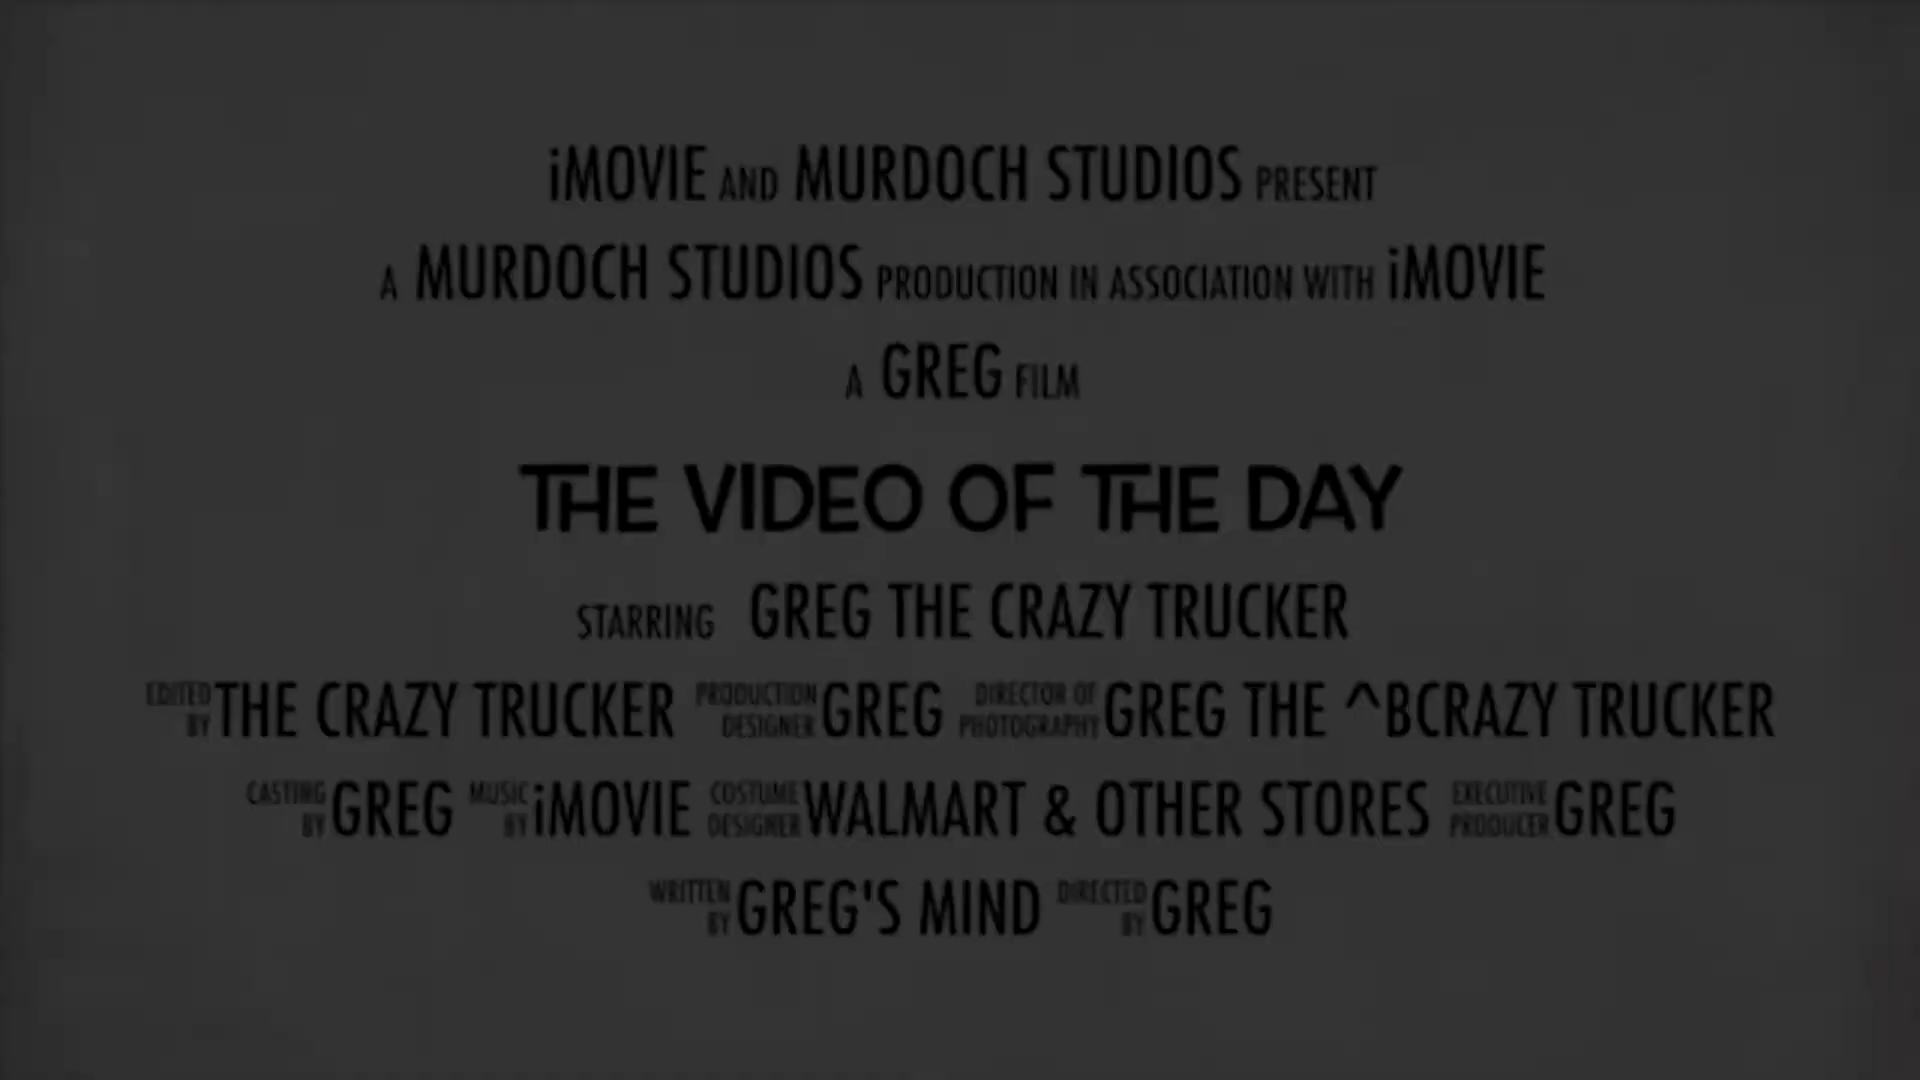 iMOVIE AND MURDOCH STUDIOS PRESENT
A MURDOCH STUDIOS PRODUCTION IN ASSOCIATION WITH iMOVIE
A GREG FILM
THE VIDEO OF THE DAY
STARRING GREG THE CRAZY TRUCKER
EDITED BY THE CRAZY TRUCKER PRODUCTION DESIGNER GREG DIRECTOR OF PHOTOGRAPHY GREG THE ^BCRAZY TRUCKER
CASTING BY GREG MUSIC BY iMOVIE COSTUME DESIGNER WALMART & OTHER STORES EXECUTIVE PRODUCER GREG
WRITTEN BY GREG'S MIND DIRECTED BY GREG